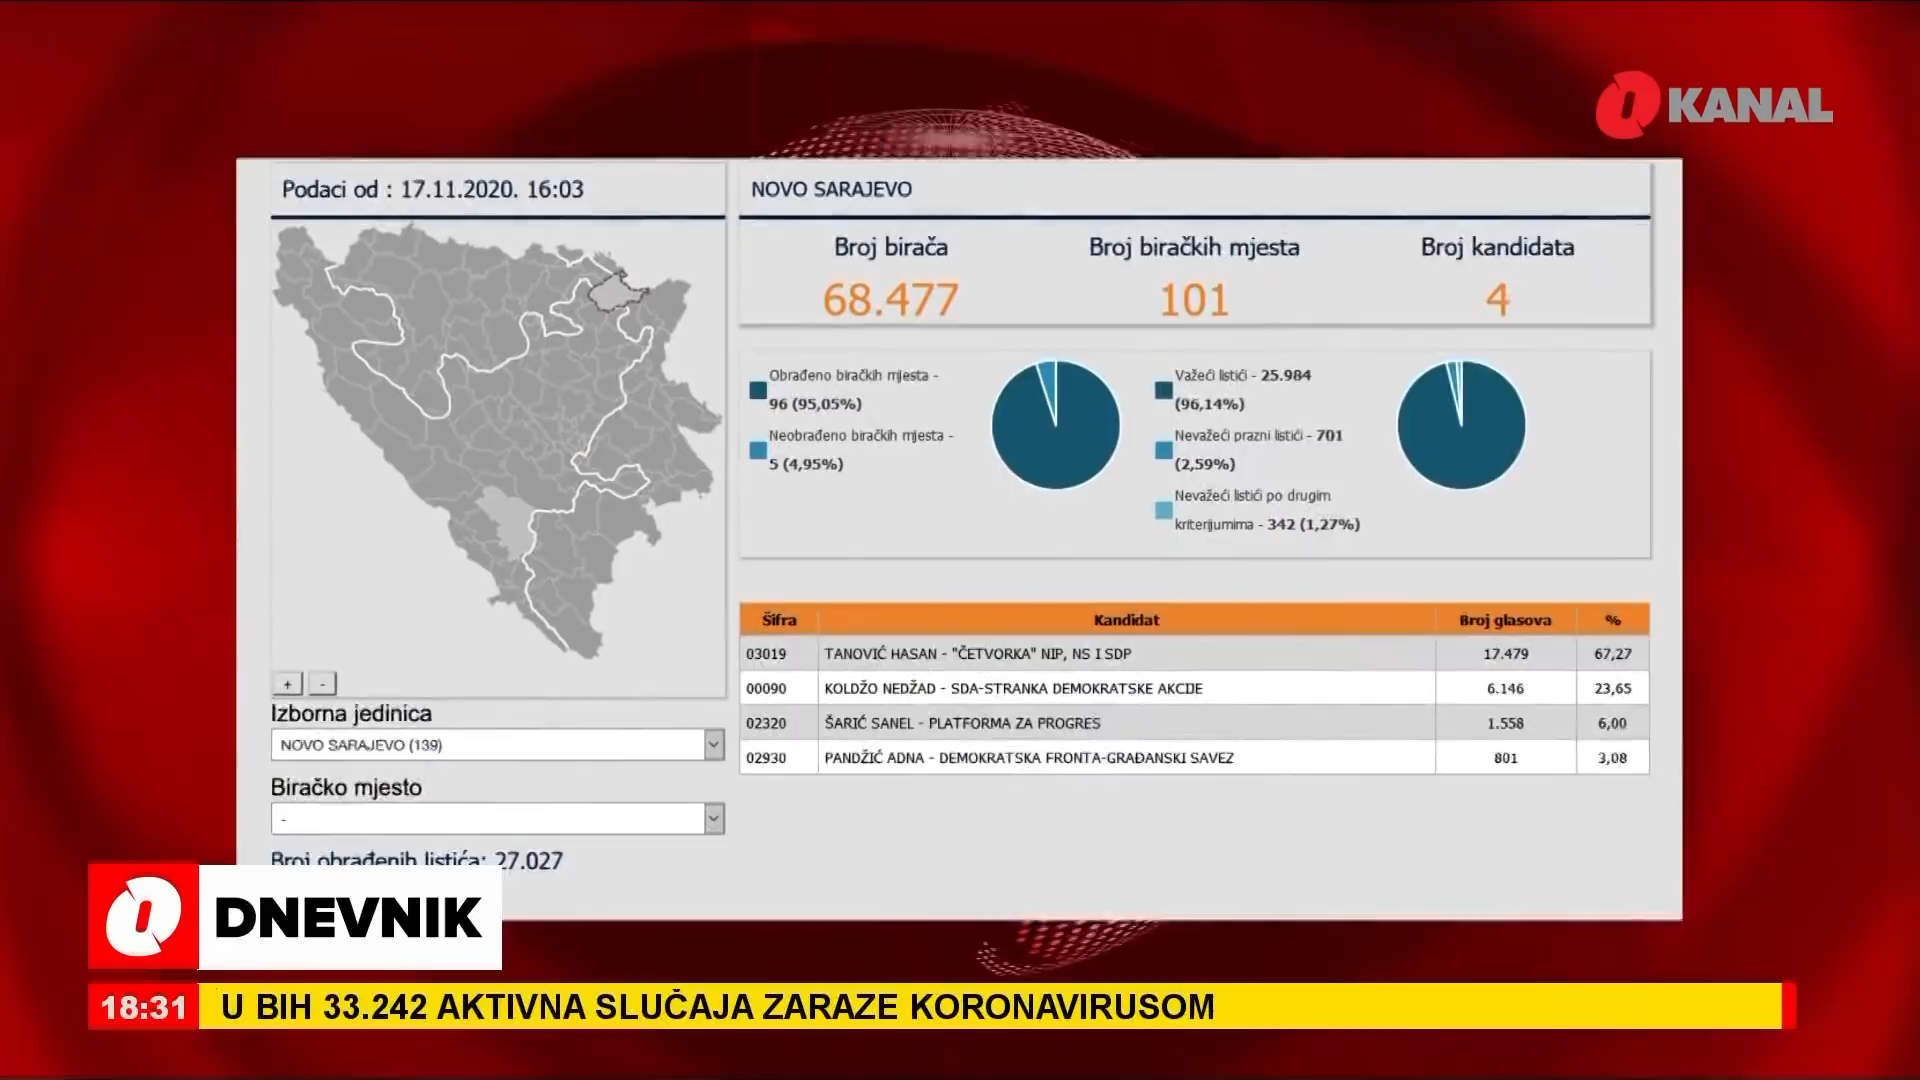 O KANAL
Podaci od : 17.11.2020. 16:03
NOVO SARAJEVO
Broj birača
Broj biračkih mjesta
Broj kandidata
68.477
101
4
Obrađeno biračkih mjesta -
96 (95,05%)
Neobrađeno biračkih mjesta -
5 (4,95%)
Važeći listići - 25.984
(96,14%)
Nevažeći prazni listići - 701
(2,59%)
Nevažeći listići po drugim
kriterijumima - 342 (1,27%)
+ -
Izborna jedinica
NOVO SARAJEVO (139)
Biračko mjesto
-
Broj obrađenih listića: 27.027
Šifra Kandidat Broj glasova %
03019 TANOVIĆ HASAN - "ČETVORKA" NIP, NS I SDP 17.479 67,27
00090 KOLDŽO NEDŽAD - SDA-STRANKA DEMOKRATSKE AKCIJE 6.146 23,65
02320 ŠARIĆ SANEL - PLATFORMA ZA PROGRES 1.558 6,00
02930 PANDŽIĆ ADNA - DEMOKRATSKA FRONTA-GRAĐANSKI SAVEZ 801 3,08
O DNEVNIK
18:31 U BIH 33.242 AKTIVNA SLUČAJA ZARAZE KORONAVIRUSOM